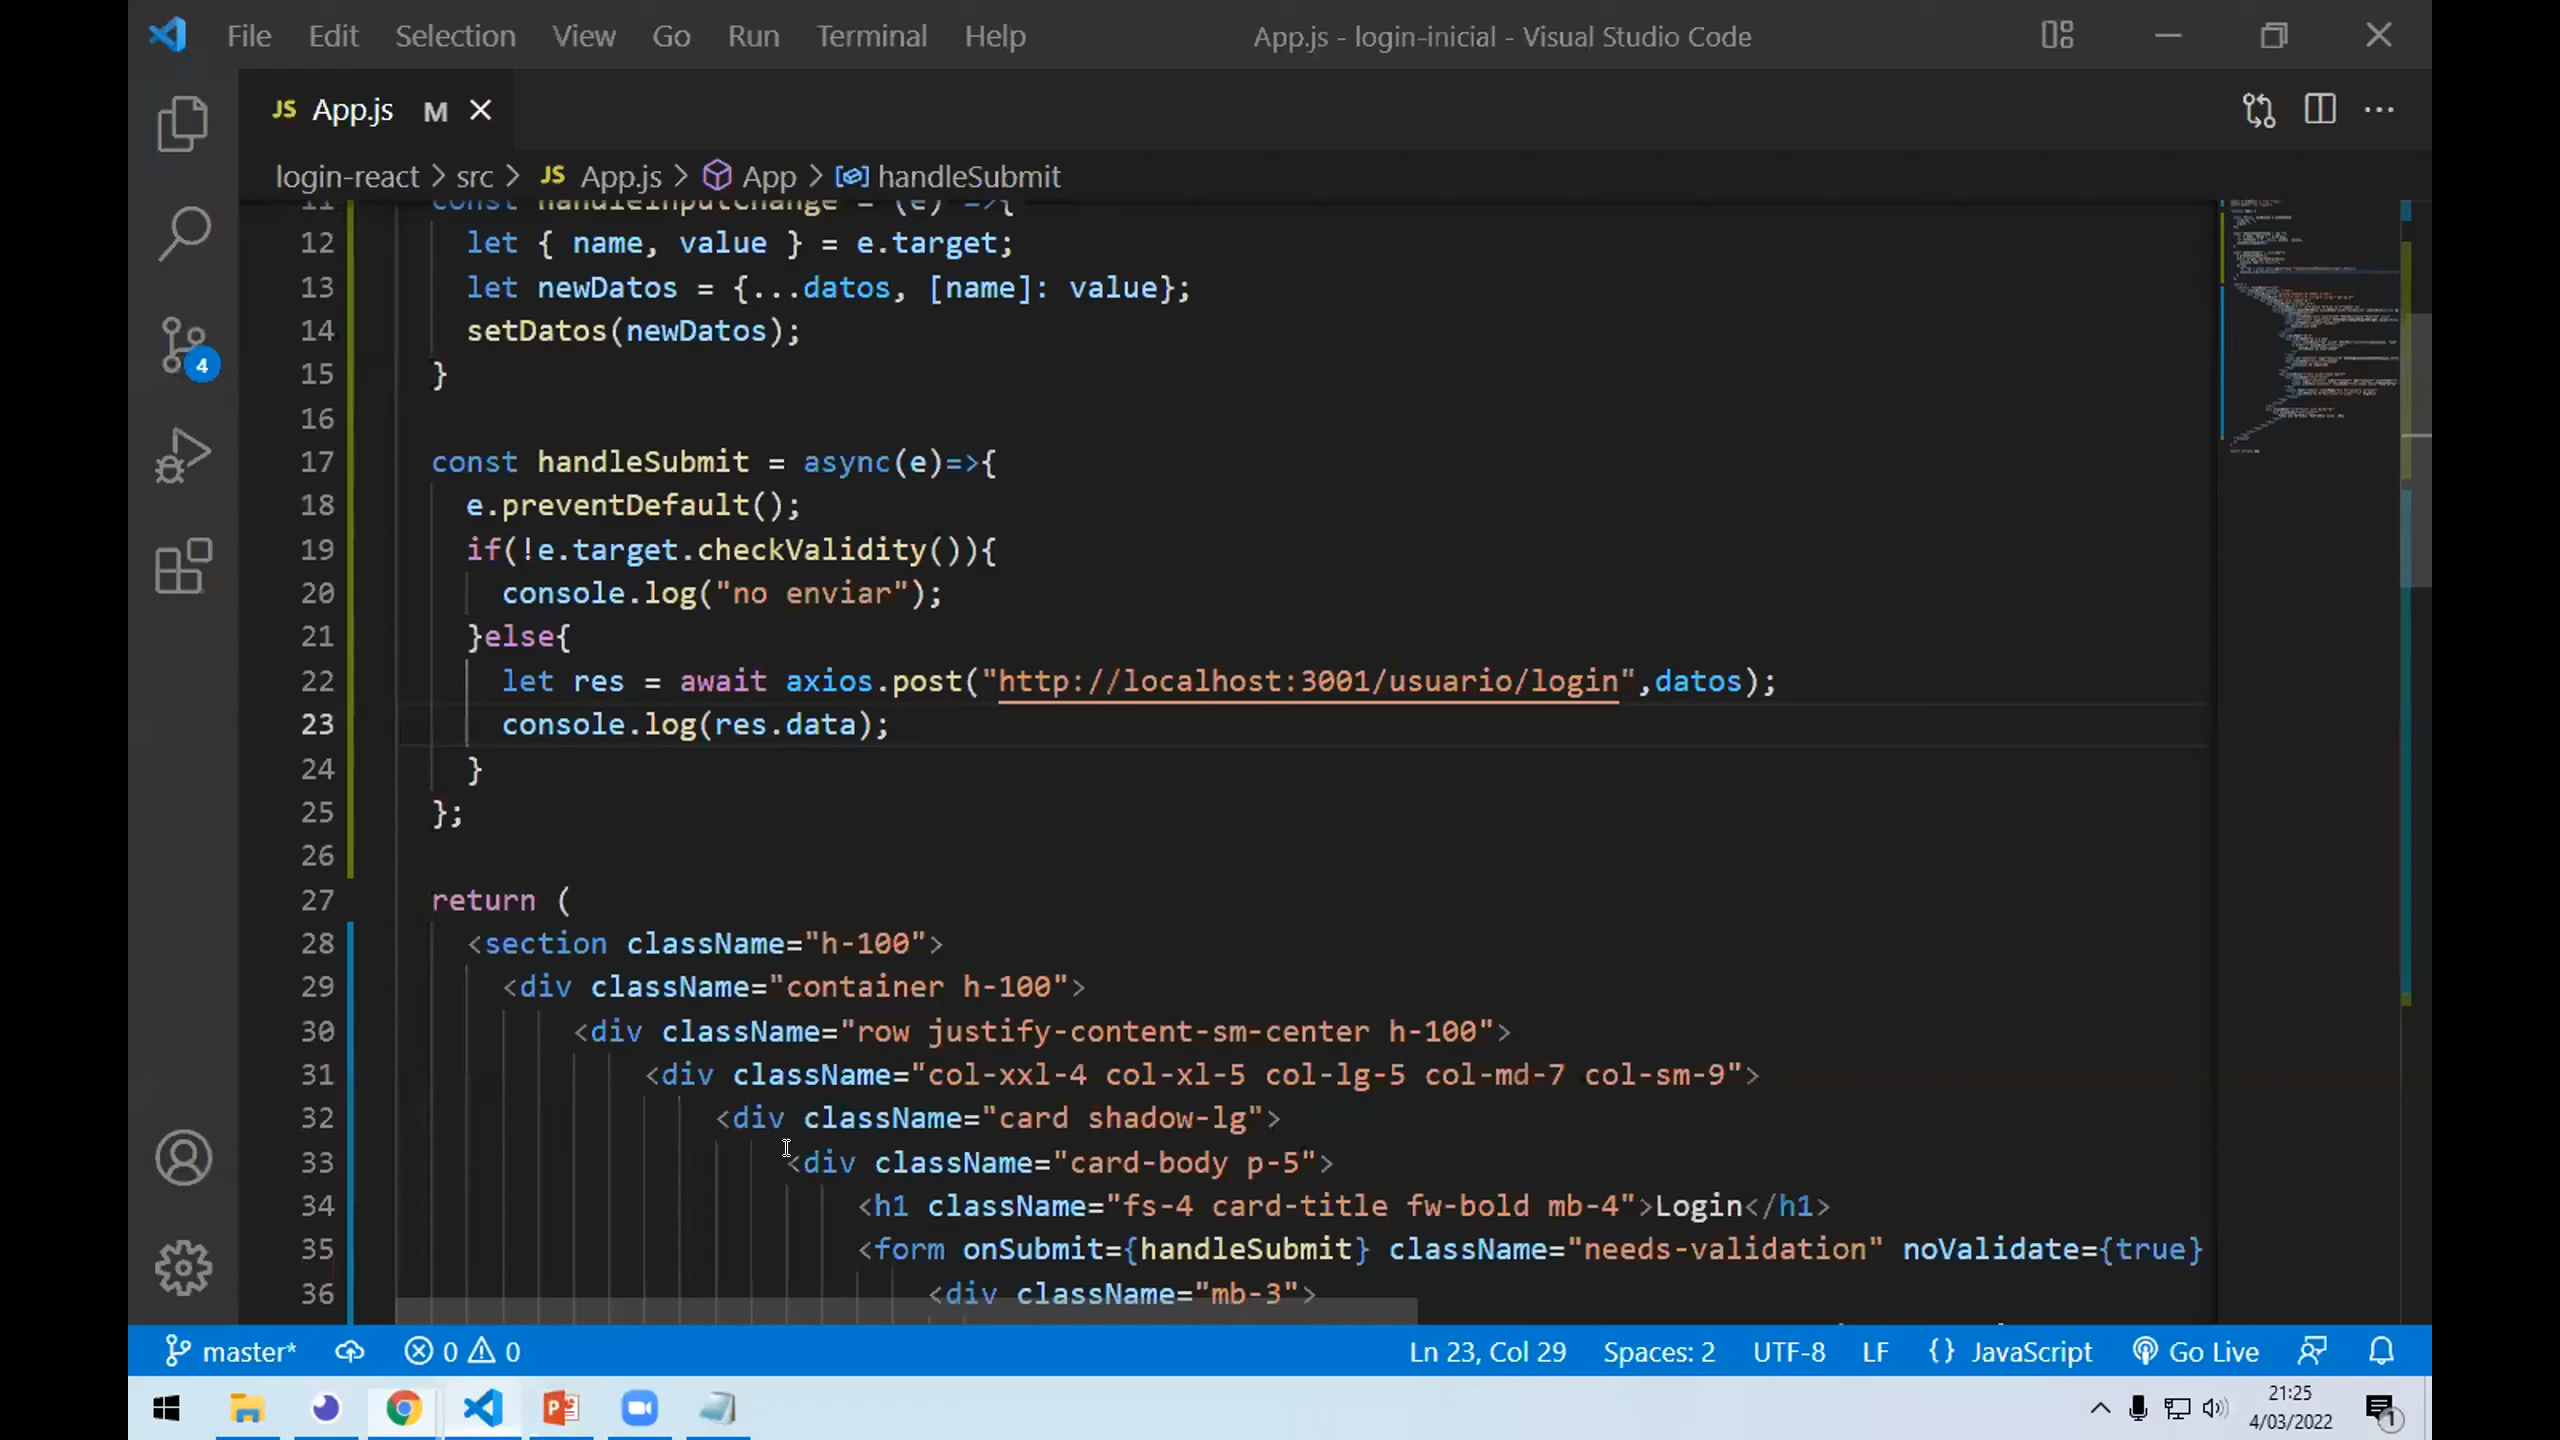 File Edit Selection View Go Run Terminal Help App.js - login-inicial - Visual Studio Code
JS App.js M
login-react > src > JS App.js > App > handleSubmit
11 const handleInputChange = (e) =>{
12 let { name, value } = e.target;
13 let newDatos = {...datos, [name]: value};
14 setDatos(newDatos);
15 }
16
17 const handleSubmit = async(e)=>{
18 e.preventDefault();
19 if(!e.target.checkValidity()){
20 console.log("no enviar");
21 }else{
22 let res = await axios.post("http://localhost:3001/usuario/login",datos);
23 console.log(res.data);
24 }
25 };
26
27 return (
28 <section className="h-100">
29 <div className="container h-100">
30 <div className="row justify-content-sm-center h-100">
31 <div className="col-xxl-4 col-xl-5 col-lg-5 col-md-7 col-sm-9">
32 <div className="card shadow-lg">
33 <div className="card-body p-5">
34 <h1 className="fs-4 card-title fw-bold mb-4">Login</h1>
35 <form onSubmit={handleSubmit} className="needs-validation" noValidate={true}
36 <div className="mb-3">
4
master* 0 0 Ln 23, Col 29 Spaces: 2 UTF-8 LF {} JavaScript Go Live
21:25
4/03/2022
1